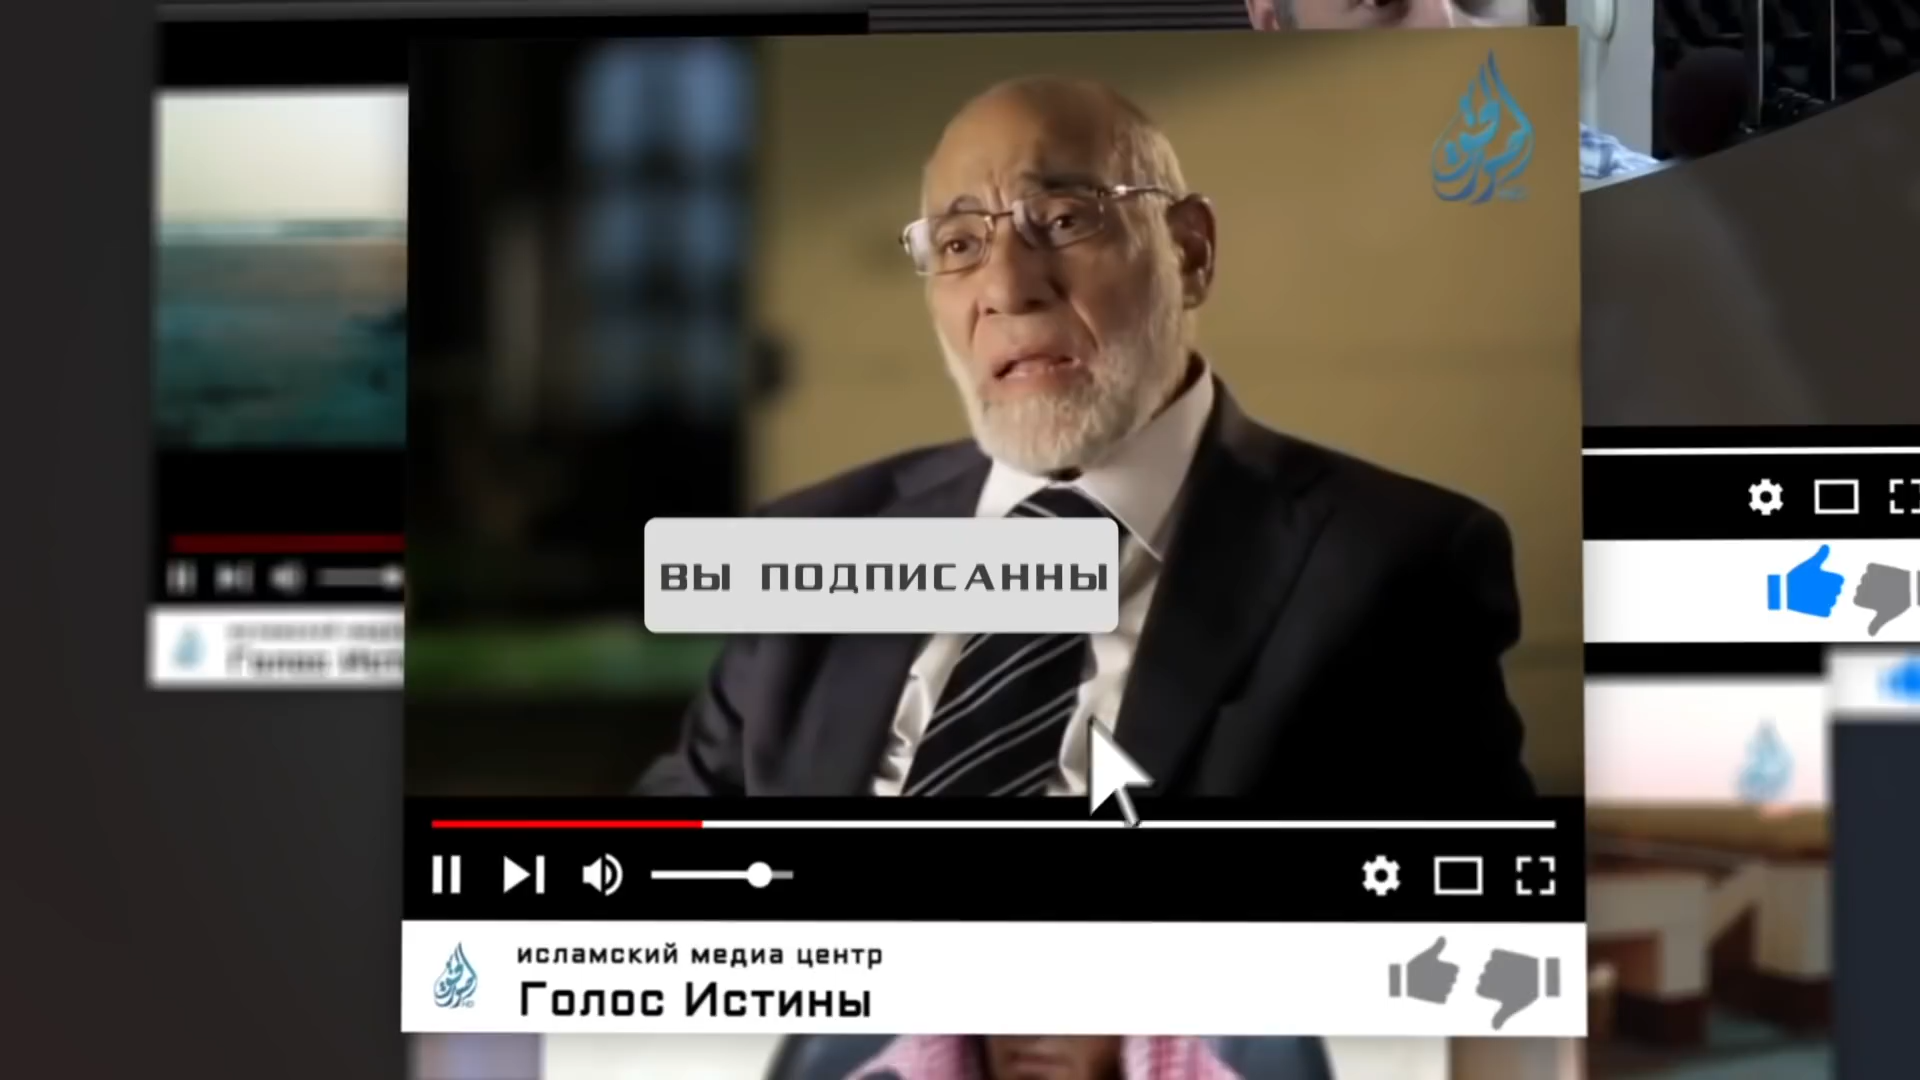 вы подписанны
исламский медиа центр
Голос Истины